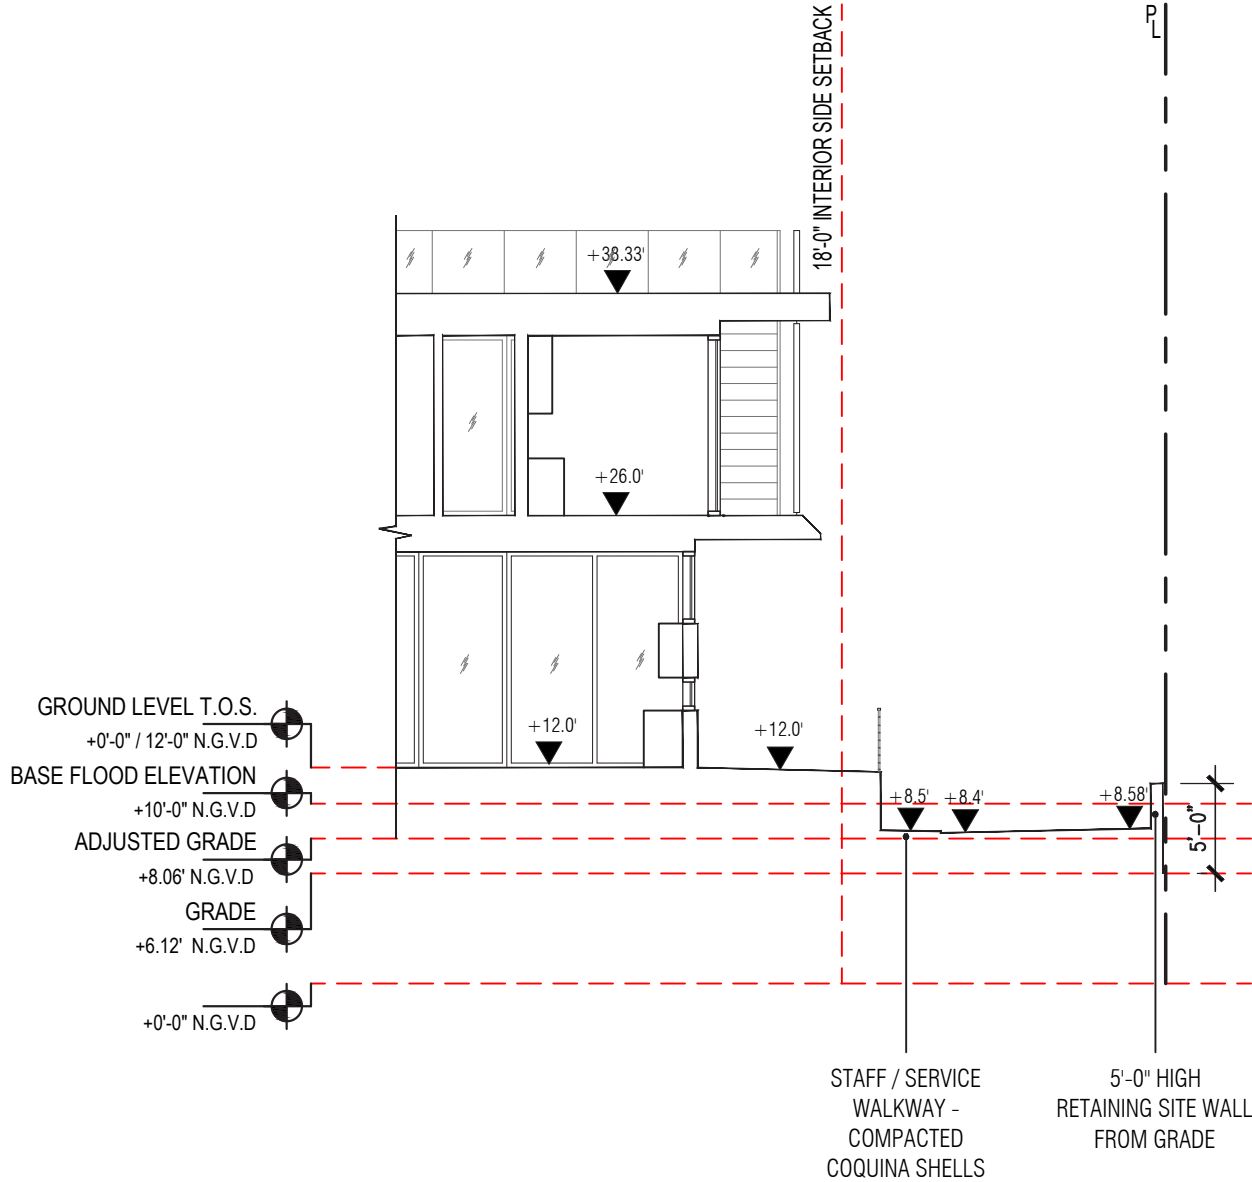 18'-0" INTERIOR SIDE SETBACK
PL
+38.33'
+26.0'
+12.0'
+12.0'
GROUND LEVEL T.O.S.
+0'-0" / 12'-0" N.G.V.D
BASE FLOOD ELEVATION
+10'-0" N.G.V.D
ADJUSTED GRADE
+8.06' N.G.V.D
GRADE
+6.12' N.G.V.D
+0'-0" N.G.V.D
+8.5'
+8.4'
+8.58'
5'-0"
STAFF / SERVICE
WALKWAY -
COMPACTED
COQUINA SHELLS
5'-0" HIGH
RETAINING SITE WALL
FROM GRADE